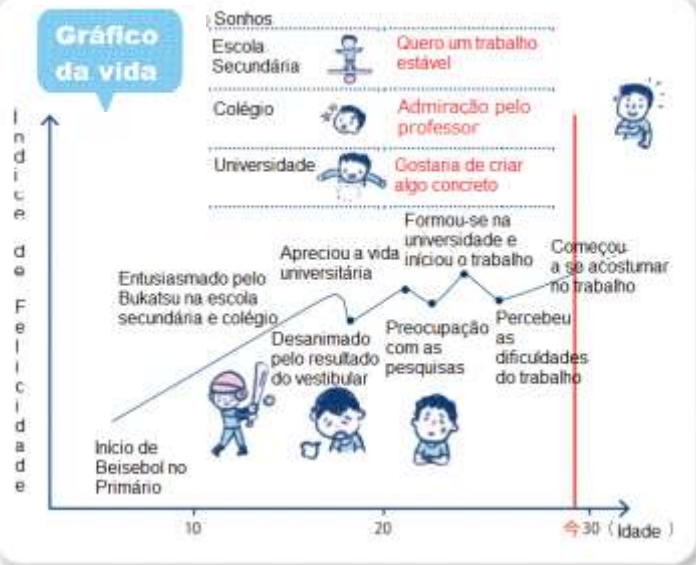 Gráfico
da vida
Sonhos
Escola
Secundária
Quero um trabalho
estável
Colégio
Admiração pelo
professor
Universidade
Gostaria de criar
algo concreto
Índice de Felicidade
Formou-se na
universidade e
iníciou o trabalho
Apreciou a vida
universitária
Começou
a se acostumar
no trabalho
Entusiasmado pelo
Bukatsu na escola
secundária e colégio
Desanimado
pelo resultado
do vestibular
Preocupação
com as
pesquisas
Percebeu
as
dificuldades
do trabalho
Início de
Beisebol no
Primário
10
20
今
30
(Idade)